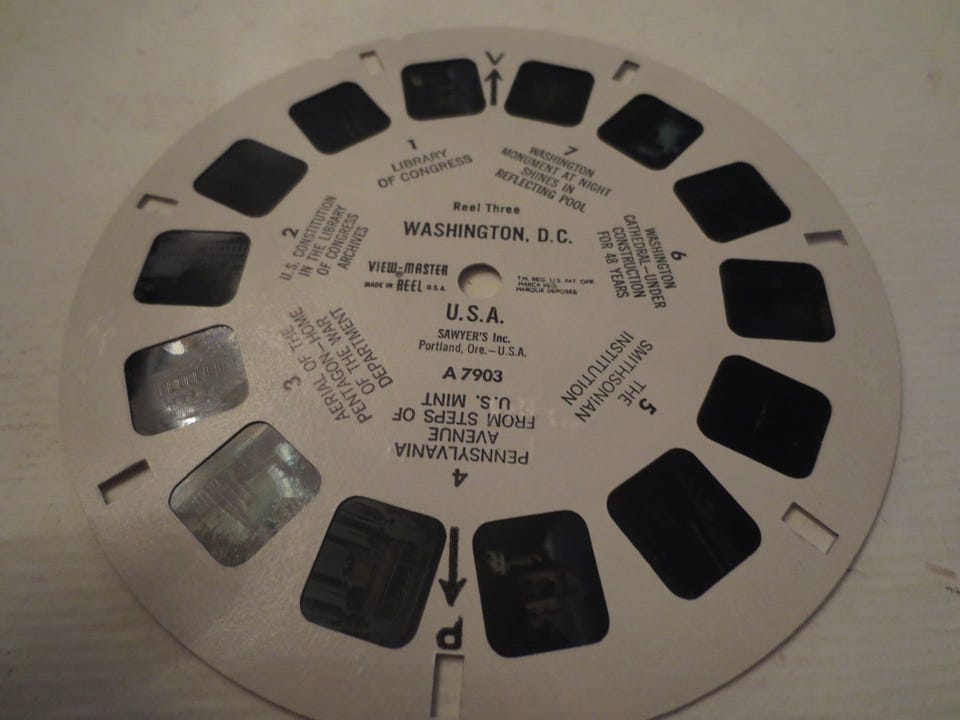 V
1
LIBRARY
OF CONGRESS
7
WASHINGTON
MONUMENT AT NIGHT
SHINES IN
REFLECTING POOL
Reel Three
WASHINGTON, D.C.
2
U.S. CONSTITUTION
IN THE LIBRARY
OF CONGRESS
ARCHIVES
6
WASHINGTON
CATHEDRAL—UNDER
CONSTRUCTION
FOR 48 YEARS
VIEW-MASTER
MADE IN REEL U.S.A.
T.M. REG. U.S. PAT. OFF.
MARCA REG.
MARQUE DEPOSEE
U.S.A.
SAWYER'S Inc.
Portland, Ore.—U.S.A.
A 7903
3
AERIAL OF THE
PENTAGON—HOME
OF THE WAR
DEPARTMENT
5
THE
SMITHSONIAN
INSTITUTION
4
PENNSYLVANIA
AVENUE
FROM STEPS OF
U.S. MINT
d